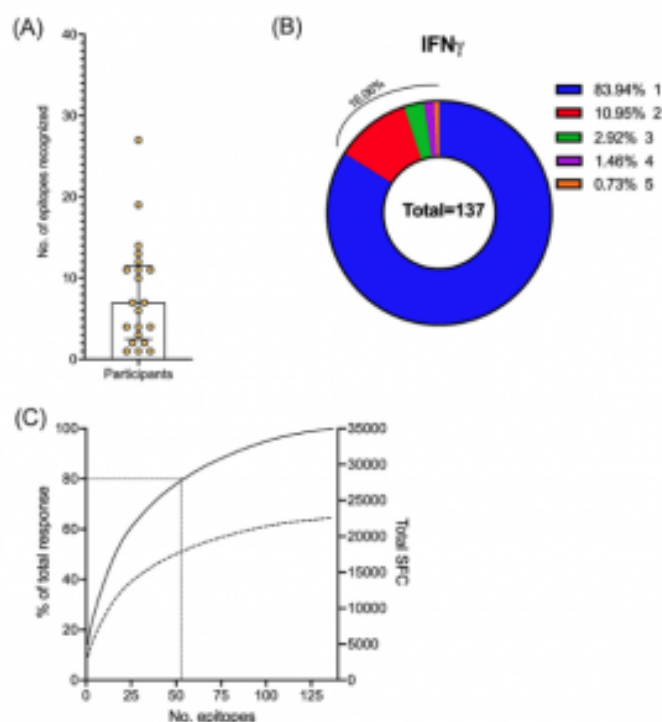 (A)
40
30
20
10
0
No. of epitopes recognized
Participants
(B)
IFNγ
16.06%
Total=137
83.94% 1
10.95% 2
2.92% 3
1.46% 4
0.73% 5
(C)
100
80
60
40
20
0
% of total response
35000
30000
25000
20000
15000
10000
5000
0
Total SFC
0 25 50 75 100 125
No. epitopes